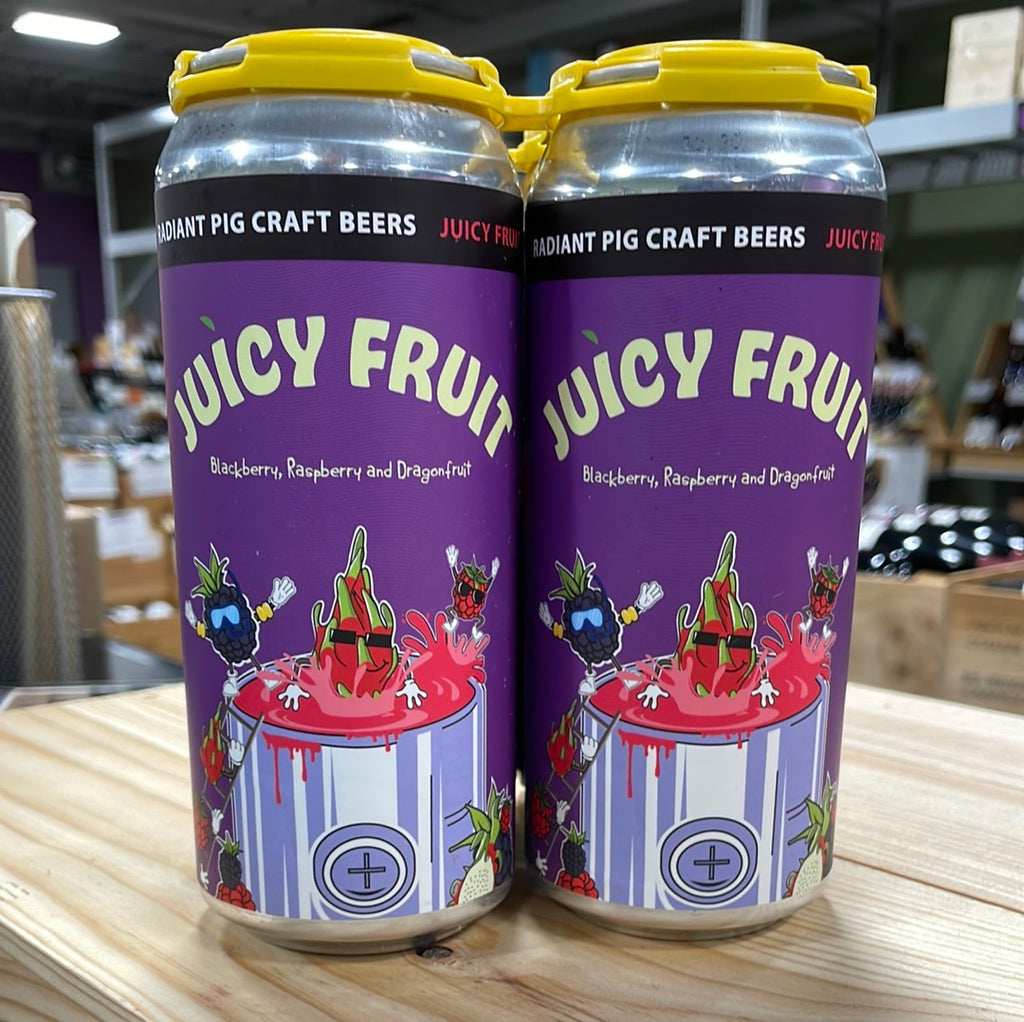 RADIANT PIG CRAFT BEERS JUICY FRUIT
JUICY FRUIT
Blackberry, Raspberry and Dragonfruit
RADIANT PIG CRAFT BEERS JUICY FRU
JUICY FRUIT
Blackberry, Raspberry and Dragonfruit